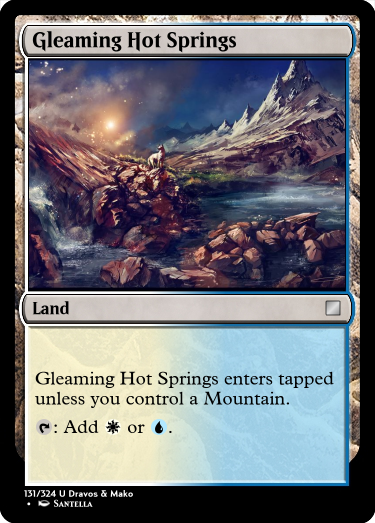 Gleaming Hot Springs
Land
Gleaming Hot Springs enters tapped
unless you control a Mountain.
: Add or .
131/324 U Dravos & Mako
• Santella